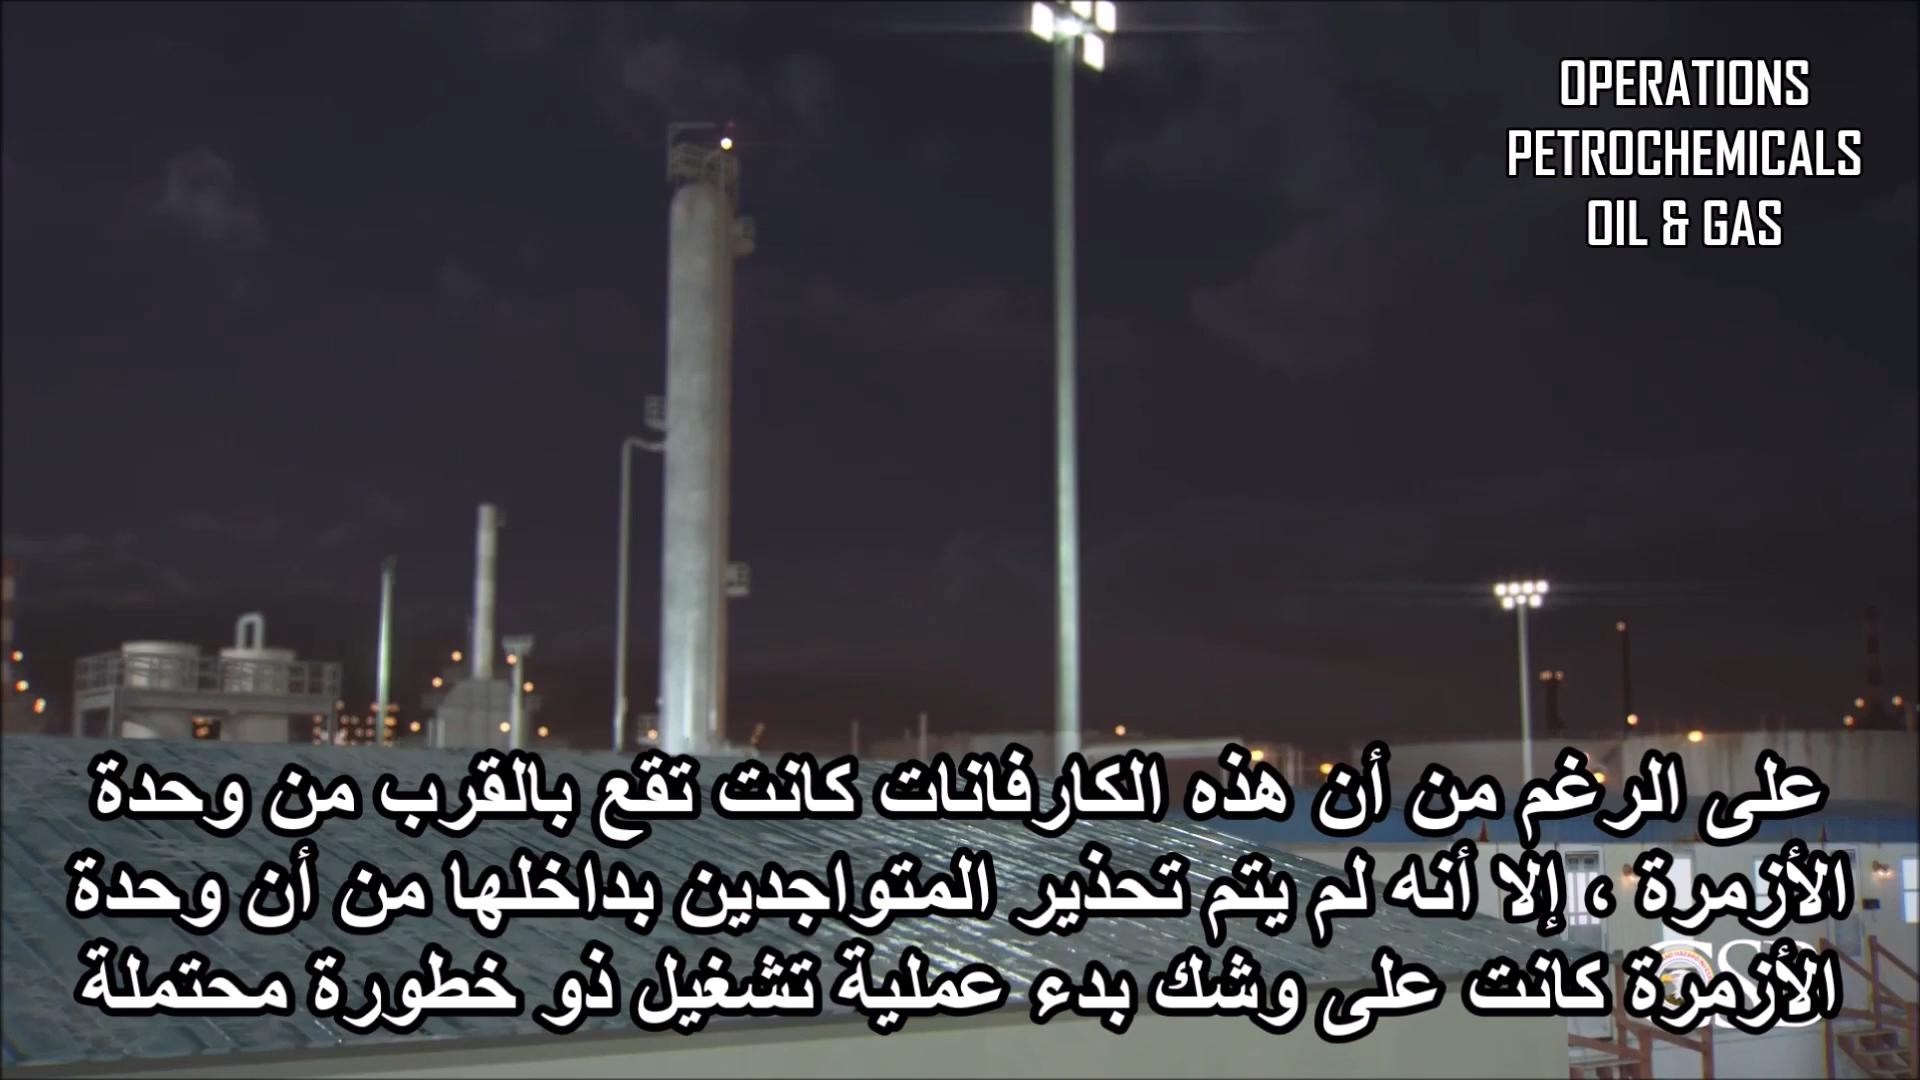 OPERATIONS
PETROCHEMICALS
OIL & GAS
على الرغم من أن هذه الكارفانات كانت تقع بالقرب من وحدة
الأزمرة ، إلا أنه لم يتم تحذير المتواجدين بداخلها من أن وحدة
الأزمرة كانت على وشك بدء عملية تشغيل ذو خطورة محتملة